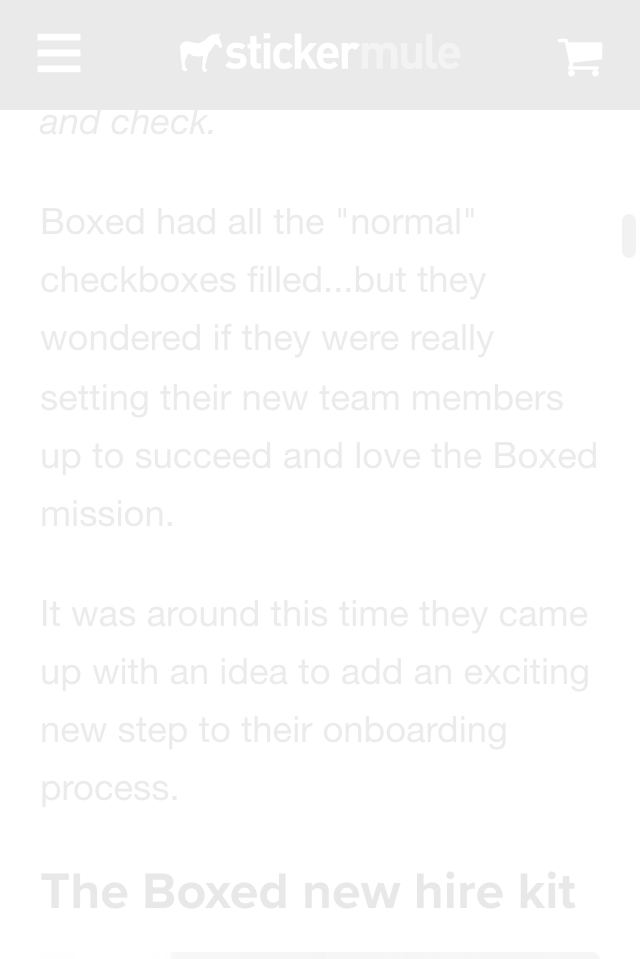 stickermule
and check.
Boxed had all the "normal"
checkboxes filled...but they
wondered if they were really
setting their new team members
up to succeed and love the Boxed
mission.
It was around this time they came
up with an idea to add an exciting
new step to their onboarding
process.
The Boxed new hire kit